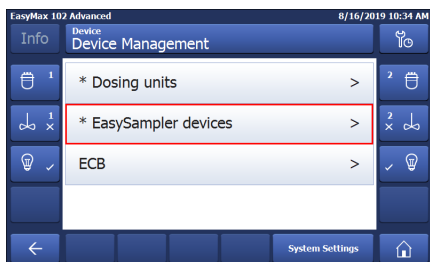 EasyMax 102 Advanced 8/16/2019 10:34 AM
Info
Device
Device Management
1
* Dosing units >
2
1
* EasySampler devices >
2
ECB >
System Settings